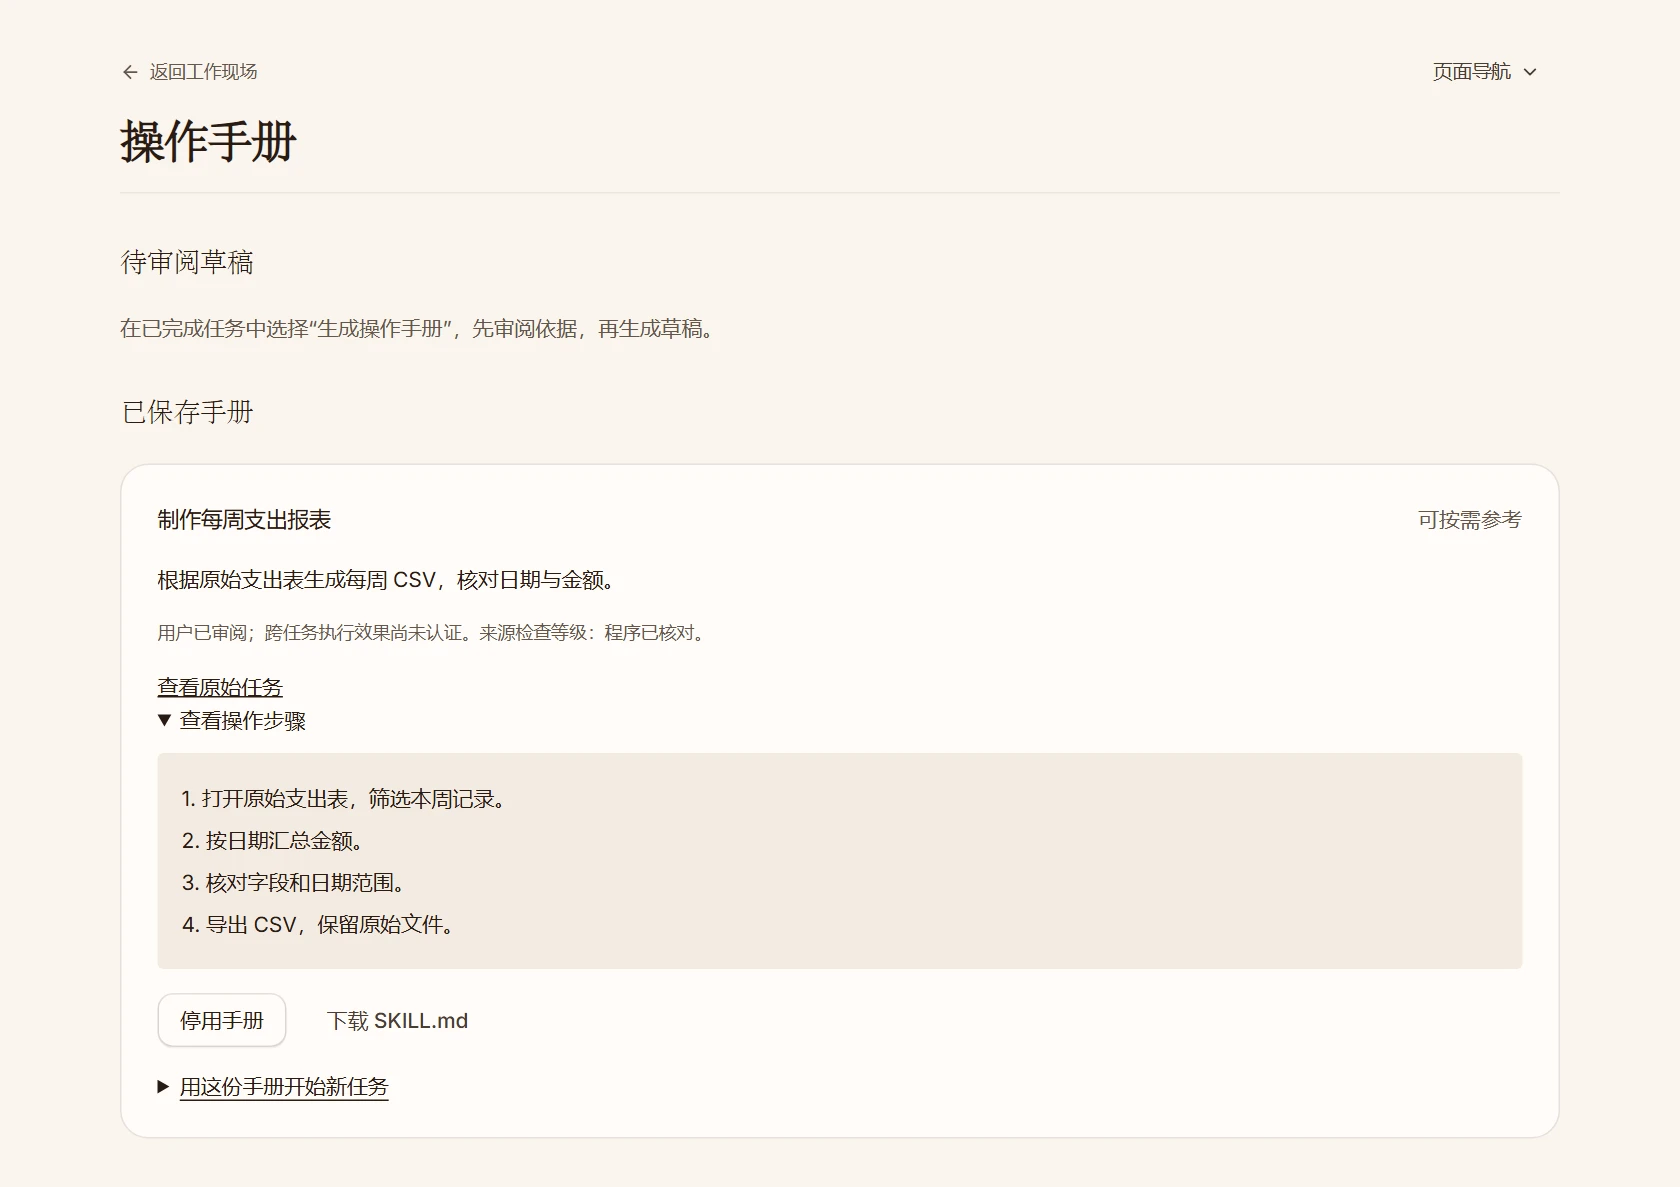 返回工作现场
页面导航
操作手册
待审阅草稿
在已完成任务中选择“生成操作手册”，先审阅依据，再生成草稿。
已保存手册
制作每周支出报表
可按需参考
根据原始支出表生成每周 CSV，核对日期与金额。
用户已审阅；跨任务执行效果尚未认证。来源检查等级：程序已核对。
查看原始任务
查看操作步骤
1. 打开原始支出表，筛选本周记录。
2. 按日期汇总金额。
3. 核对字段和日期范围。
4. 导出 CSV，保留原始文件。
停用手册
下载 SKILL.md
用这份手册开始新任务